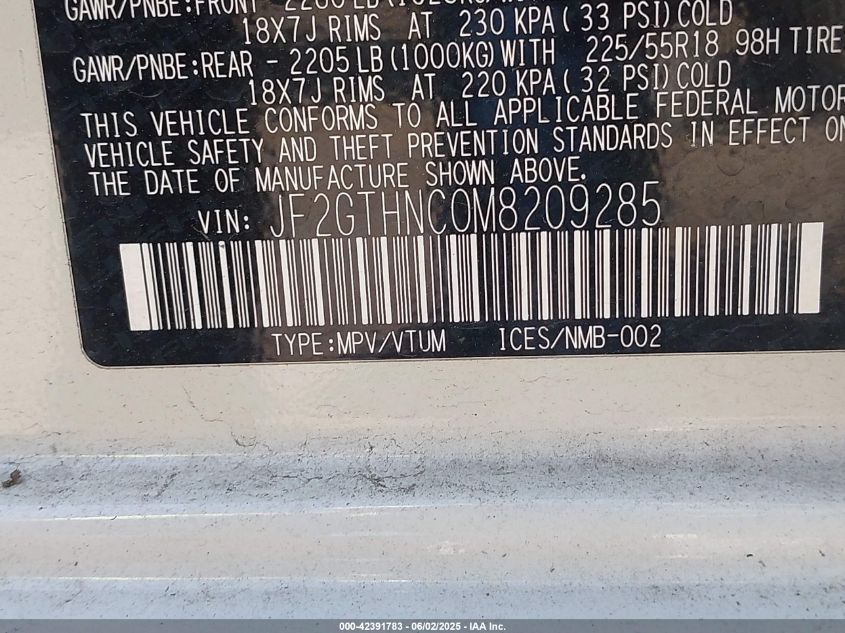 GAWR/PNBE:FRONT
18X7J RIMS AT 230 KPA(33 PSI)COLD
GAWR/PNBE:REAR - 2205 LB(1000KG)WITH 225/55R18 98H TIRE
18X7J RIMS AT 220 KPA(32 PSI)COLD
THIS VEHICLE CONFORMS TO ALL APPLICABLE FEDERAL MOTOR
VEHICLE SAFETY AND THEFT PREVENTION STANDARDS IN EFFECT ON
THE DATE OF MANUFACTURE SHOWN ABOVE.
VIN: JF2GTHNC0M8209285
TYPE:MPV/VTUM ICES/NMB-002
000-42391783 - 06/02/2025 - IAA Inc.